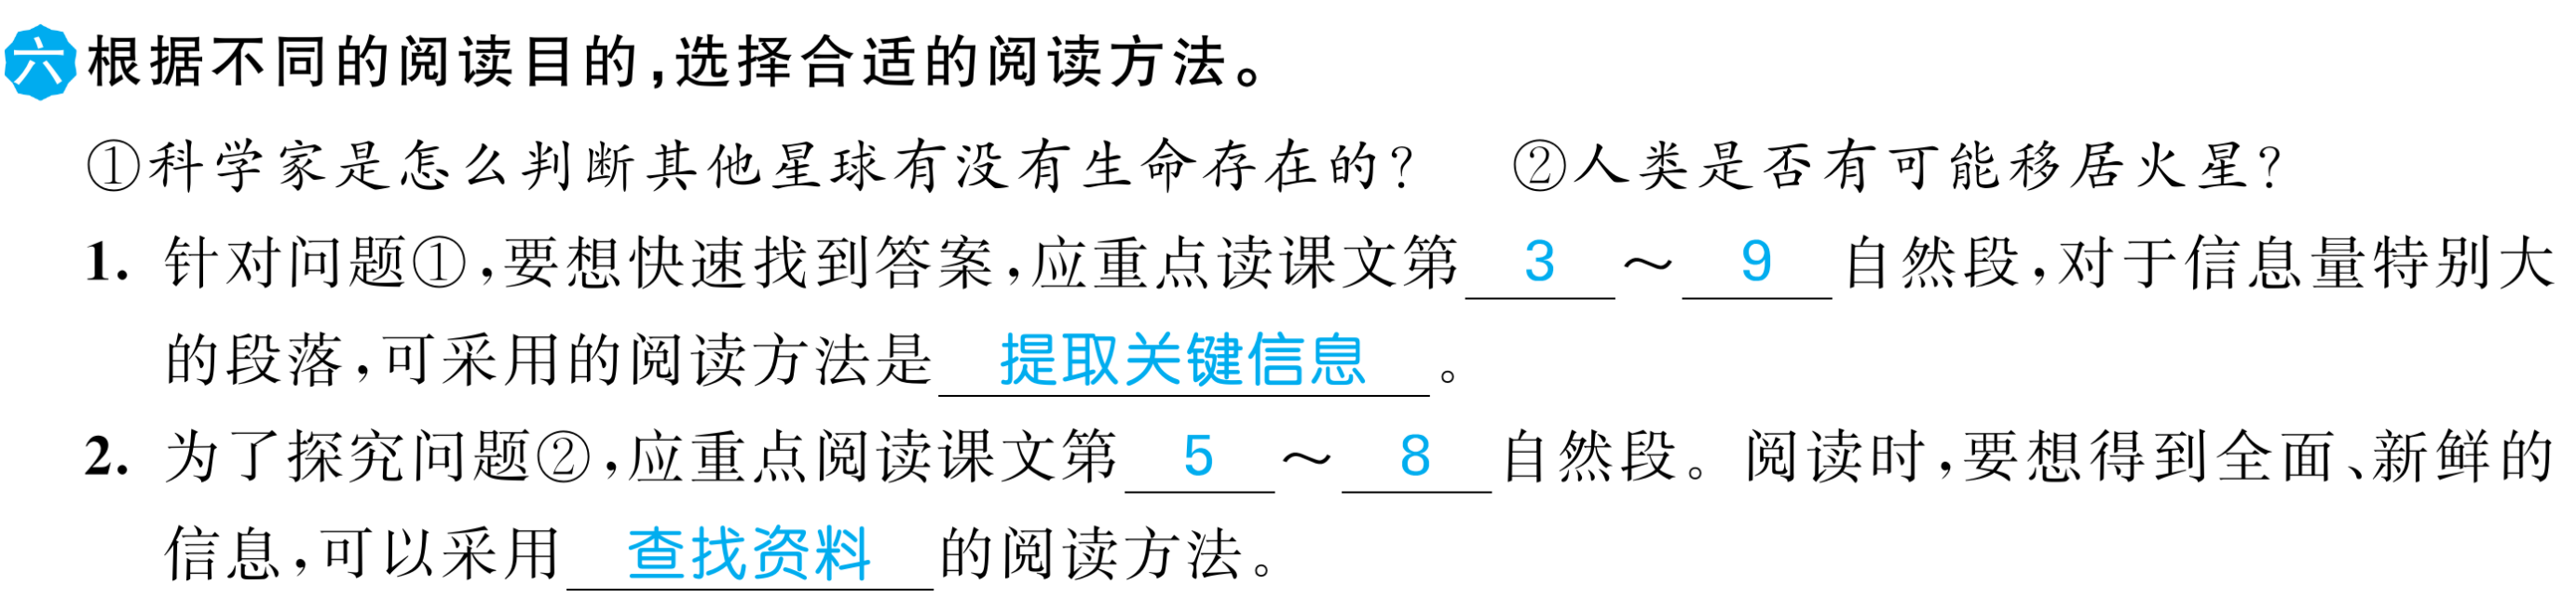 六 根据不同的阅读目的,选择合适的阅读方法。
①科学家是怎么判断其他星球有没有生命存在的? ②人类是否有可能移居火星?
1. 针对问题①,要想快速找到答案,应重点读课文第 3 ～ 9 自然段,对于信息量特别大
的段落,可采用的阅读方法是 提取关键信息 。
2. 为了探究问题②,应重点阅读课文第 5 ～ 8 自然段。阅读时,要想得到全面、新鲜的
信息,可以采用 查找资料 的阅读方法。